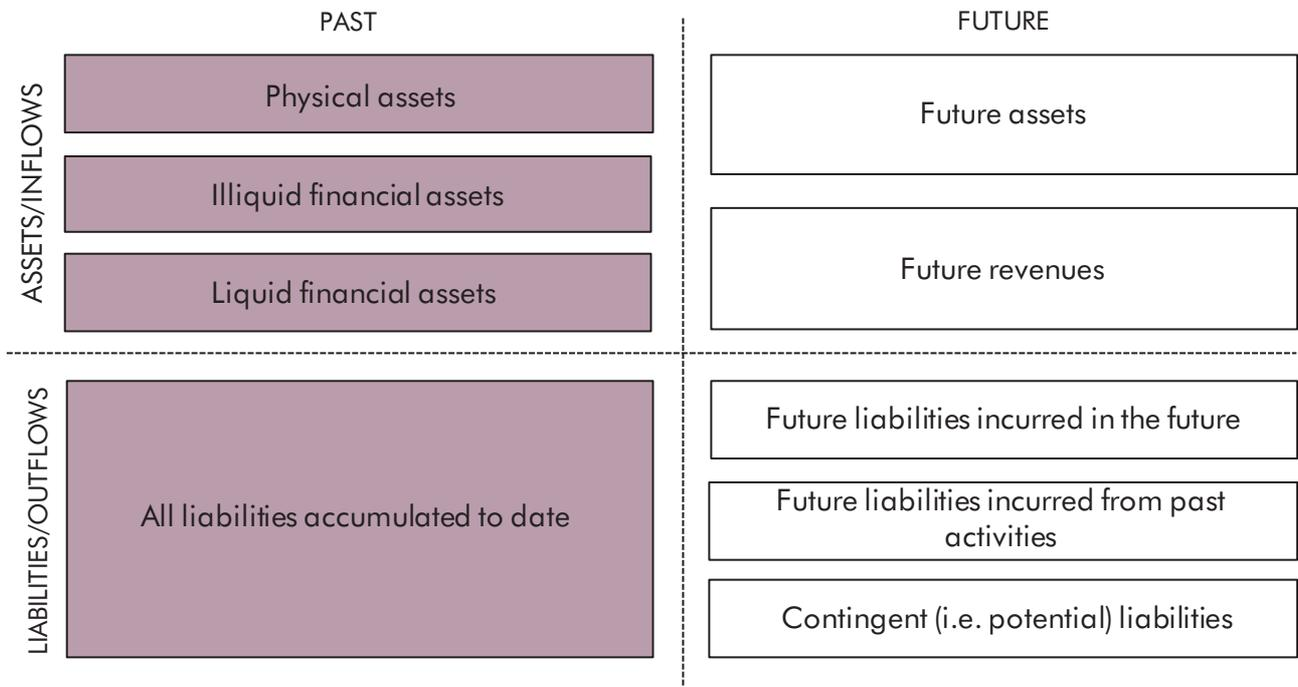 PAST
FUTURE
ASSETS/INFLOWS
Physical assets
Illiquid financial assets
Liquid financial assets
Future assets
Future revenues
LIABILITIES/OUTFLOWS
All liabilities accumulated to date
Future liabilities incurred in the future
Future liabilities incurred from past
activities
Contingent (i.e. potential) liabilities